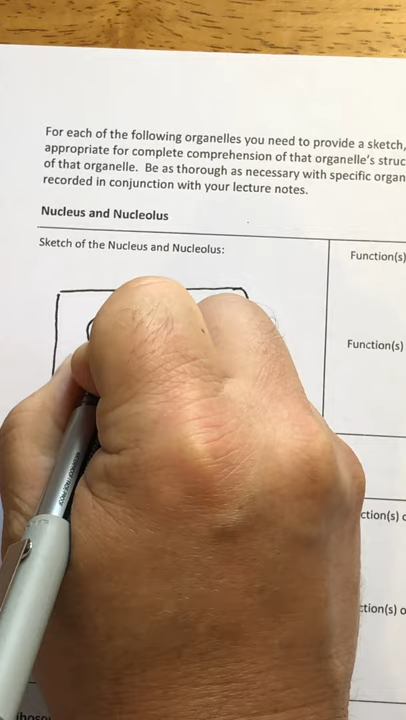 For each of the following organelles you need to provide a sketch,
appropriate for complete comprehension of that organelle's struc
of that organelle. Be as thorough as necessary with specific organ
recorded in conjunction with your lecture notes.
Nucleus and Nucleolus
Sketch of the Nucleus and Nucleolus:
Function(s)
Function(s)
ction(s) o
ction(s) o